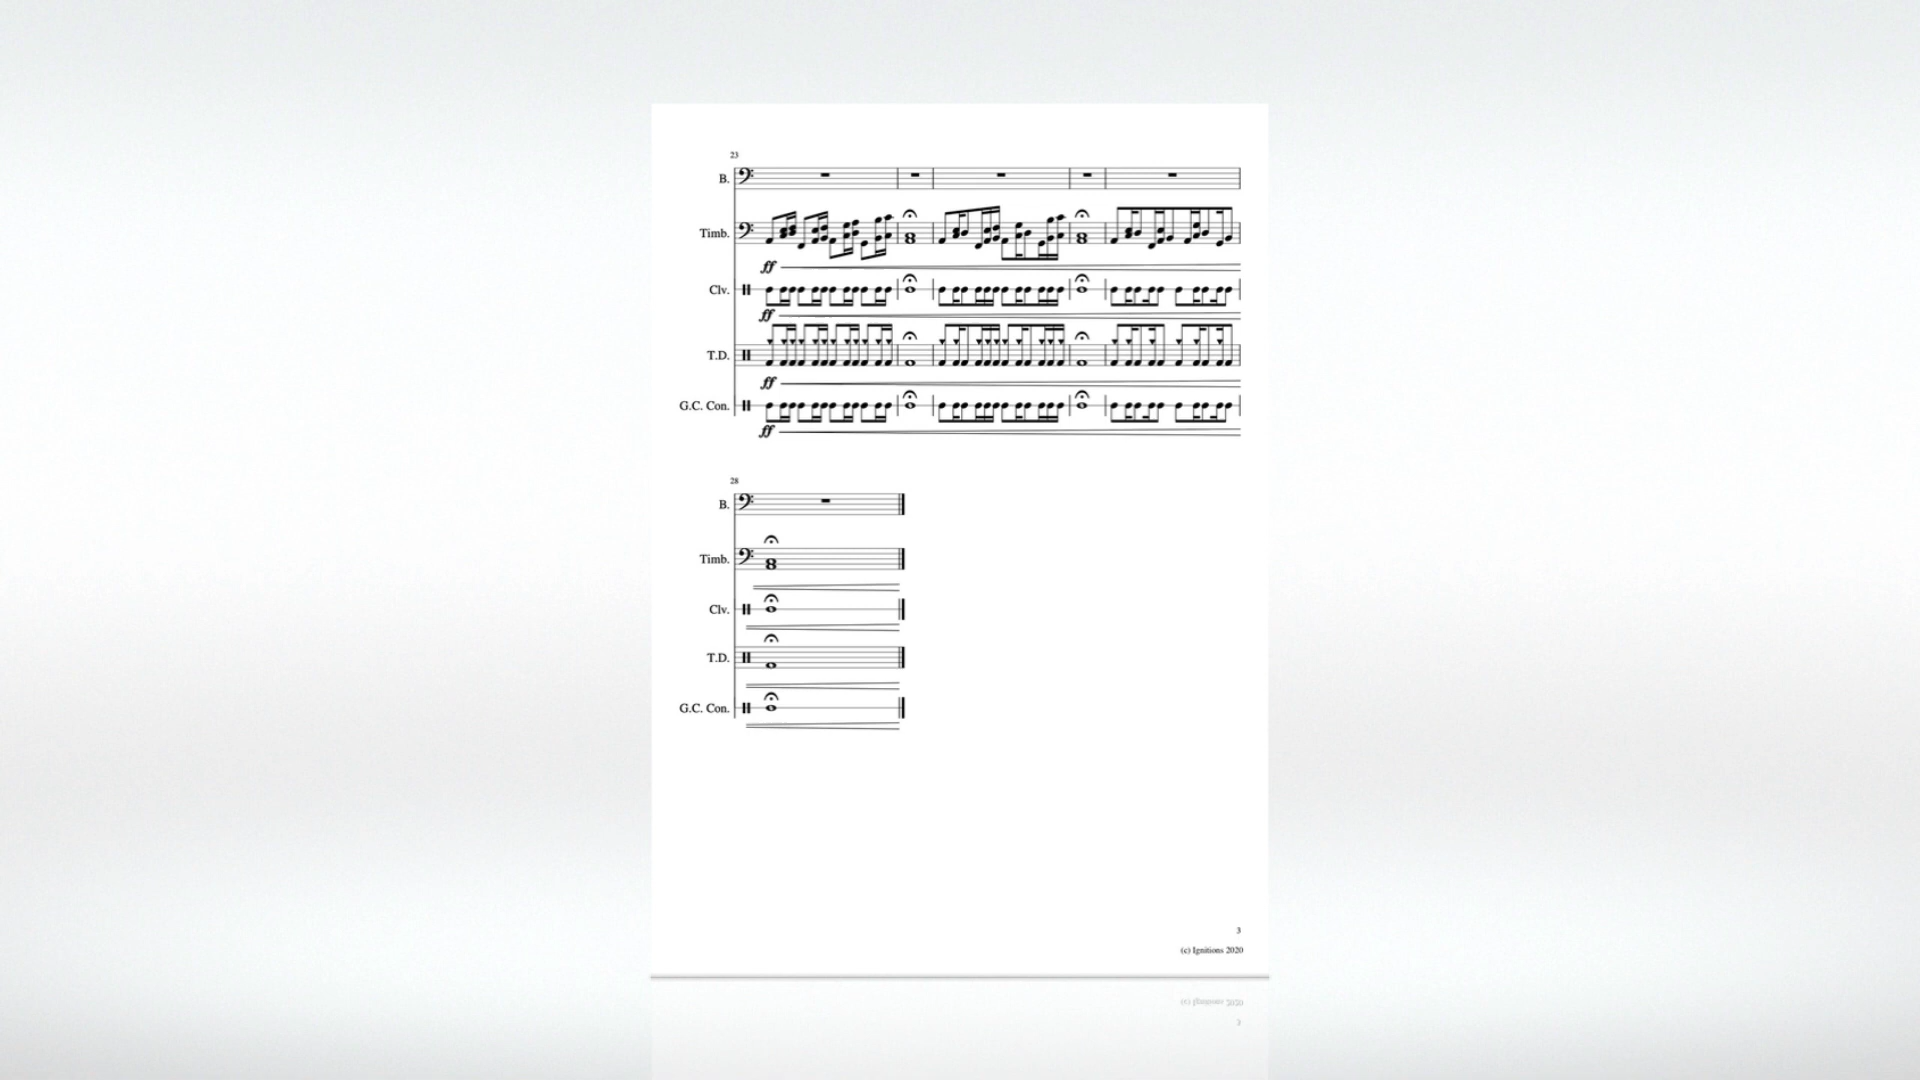 23
B.
Timb.
ff
Clv.
ff
T.D.
ff
G.C. Con.
ff
28
B.
Timb.
Clv.
T.D.
G.C. Con.
3
(c) Ignitions 2020